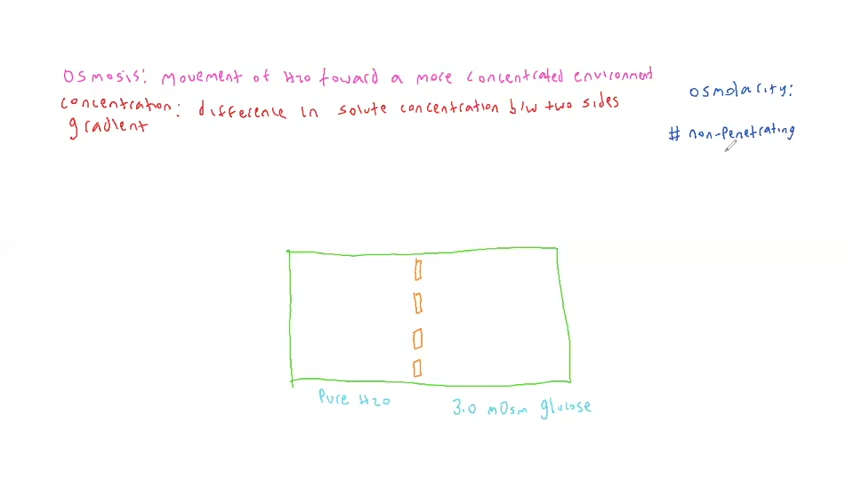 Osmosis: movement of H2O toward a more concentrated environment
concentration: difference in solute concentration b/w two sides
gradient
osmolarity:
# non-penetrating
Pure H2O
3.0 mOsm glucose